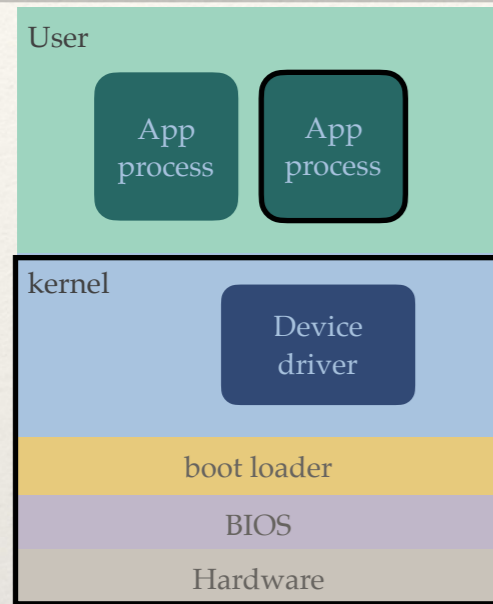 User
App
process
App
process
kernel
Device
driver
boot loader
BIOS
Hardware